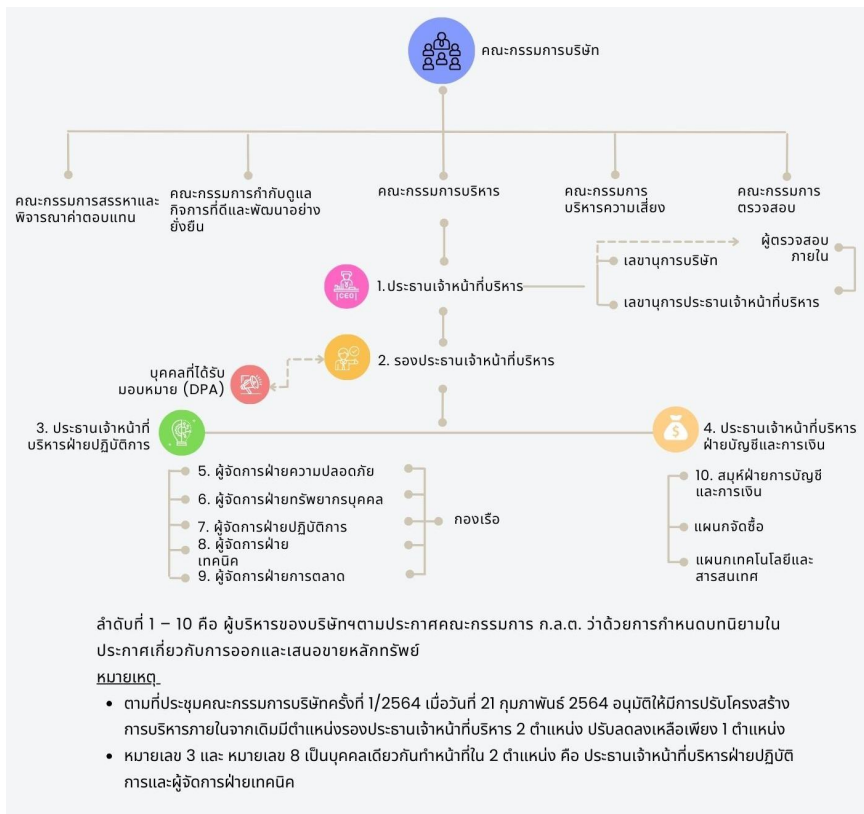 คณะกรรมการบริษัท
คณะกรรมการสรรหาและ
พิจารณาค่าตอบแทน
คณะกรรมการกำกับดูแล
กิจการที่ดีและพัฒนาอย่าง
ยั่งยืน
คณะกรรมการบริหาร
คณะกรรมการ
บริหารความเสี่ยง
คณะกรรมการ
ตรวจสอบ
ผู้ตรวจสอบ
ภายใน
เลขานุการบริษัท
|CEO|
1.ประธานเจ้าหน้าที่บริหาร
เลขานุการประธานเจ้าหน้าที่บริหาร
2. รองประธานเจ้าหน้าที่บริหาร
บุคคลที่ได้รับ
มอบหมาย (DPA)
3. ประธานเจ้าหน้าที่
บริหารฝ่ายปฏิบัติการ
$
4. ประธานเจ้าหน้าที่บริหาร
ฝ่ายบัญชีและการเงิน
5. ผู้จัดการฝ่ายความปลอดภัย
6. ผู้จัดการฝ่ายทรัพยากรบุคคล
7. ผู้จัดการฝ่ายปฏิบัติการ
8. ผู้จัดการฝ่าย
เทคนิค
9. ผู้จัดการฝ่ายการตลาด
กองเรือ
10. สมุห์ฝ่ายการบัญชี
และการเงิน
แผนกจัดซื้อ
แผนกเทคโนโลยีและ
สารสนเทศ
ลำดับที่ 1 – 10 คือ ผู้บริหารของบริษัทฯตามประกาศคณะกรรมการ ก.ล.ต. ว่าด้วยการกำหนดบทนิยามใน
ประกาศเกี่ยวกับการออกและเสนอขายหลักทรัพย์
หมายเหตุ
• ตามที่ประชุมคณะกรรมการบริษัทครั้งที่ 1/2564 เมื่อวันที่ 21 กุมภาพันธ์ 2564 อนุมัติให้มีการปรับโครงสร้าง
การบริหารภายในจากเดิมมีตำแหน่งรองประธานเจ้าหน้าที่บริหาร 2 ตำแหน่ง ปรับลดลงเหลือเพียง 1 ตำแหน่ง
• หมายเลข 3 และ หมายเลข 8 เป็นบุคคลเดียวกันทำหน้าที่ใน 2 ตำแหน่ง คือ ประธานเจ้าหน้าที่บริหารฝ่ายปฏิบัติ
การและผู้จัดการฝ่ายเทคนิค